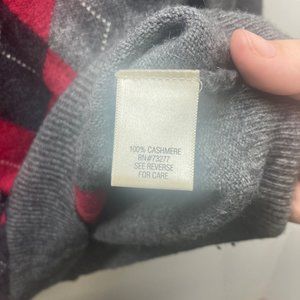 100% CASHMERE
RN#73277
SEE REVERSE
FOR CARE